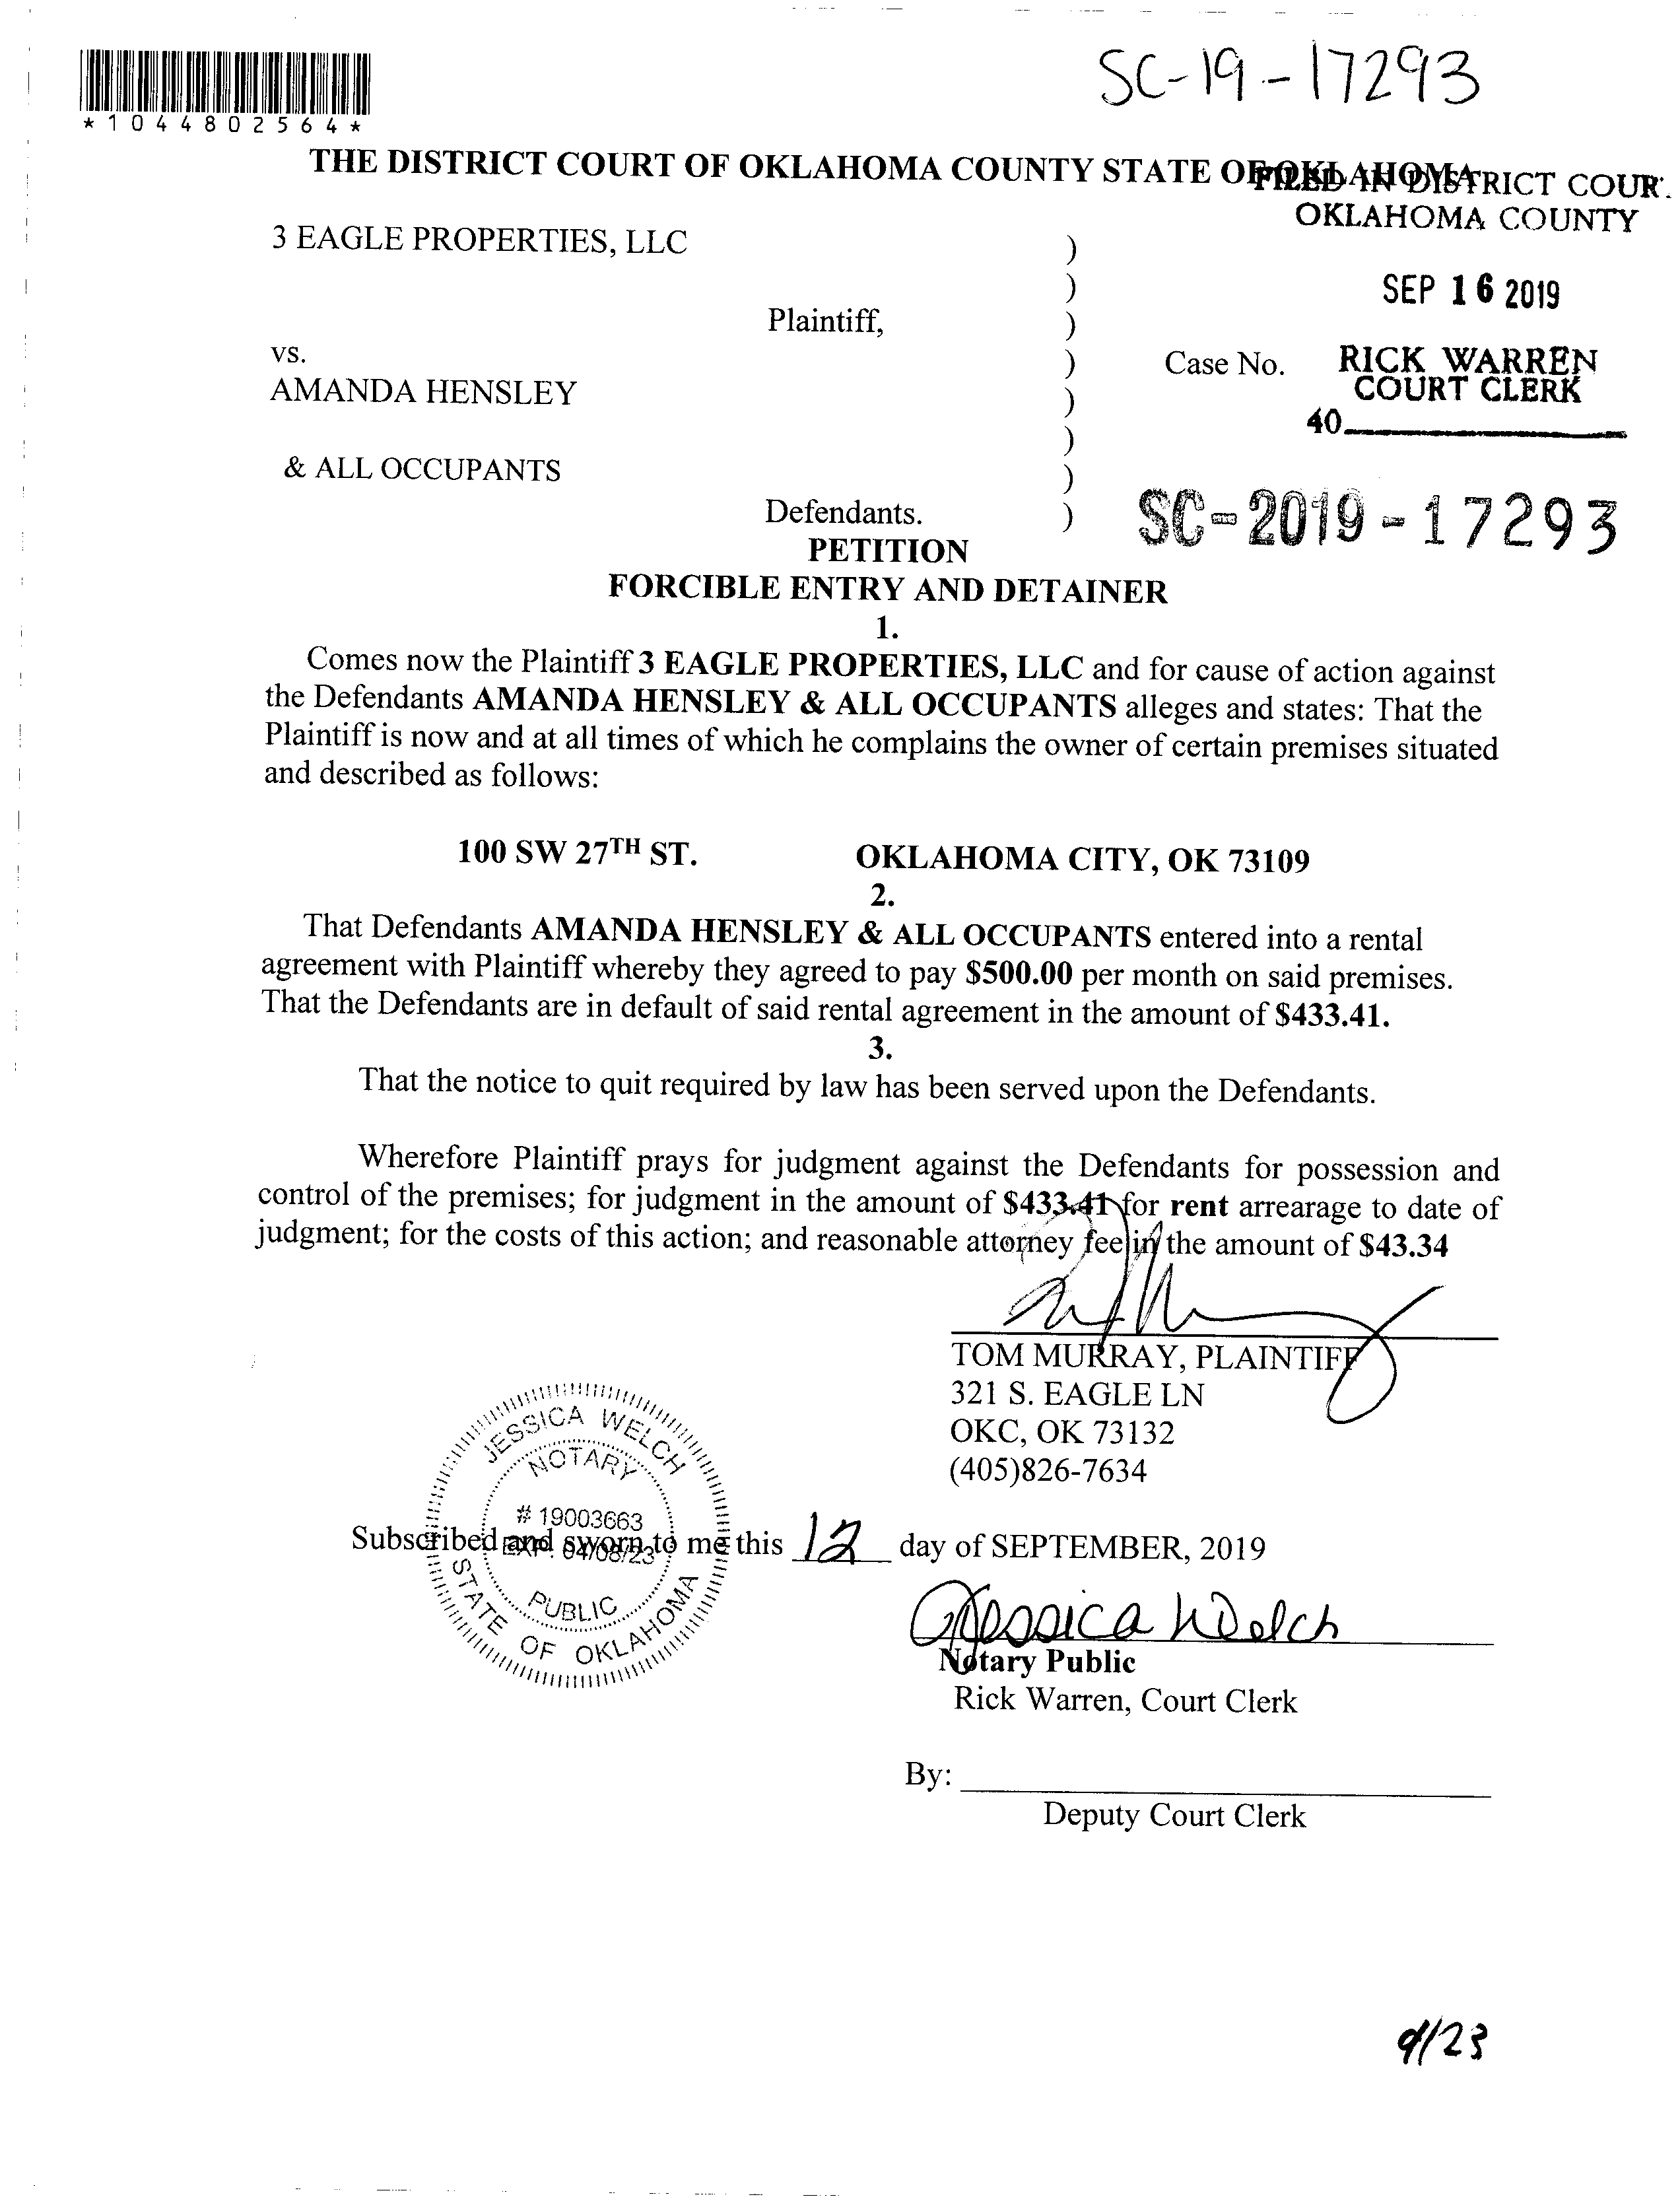 SC-19-17293
*1044802564*
THE DISTRICT COURT OF OKLAHOMA COUNTY STATE OF OKLAHOMA
FILED IN DISTRICT COUR
OKLAHOMA COUNTY
3 EAGLE PROPERTIES, LLC )
)
SEP 16 2019
Plaintiff, )
vs. ) Case No. RICK WARREN
AMANDA HENSLEY ) COURT CLERK
40
)
& ALL OCCUPANTS )
Defendants. ) SC-2019-17293
PETITION
FORCIBLE ENTRY AND DETAINER
1.
Comes now the Plaintiff 3 EAGLE PROPERTIES, LLC and for cause of action against
the Defendants AMANDA HENSLEY & ALL OCCUPANTS alleges and states: That the
Plaintiff is now and at all times of which he complains the owner of certain premises situated
and described as follows:
100 SW 27TH ST. OKLAHOMA CITY, OK 73109
2.
That Defendants AMANDA HENSLEY & ALL OCCUPANTS entered into a rental
agreement with Plaintiff whereby they agreed to pay $500.00 per month on said premises.
That the Defendants are in default of said rental agreement in the amount of $433.41.
3.
That the notice to quit required by law has been served upon the Defendants.
Wherefore Plaintiff prays for judgment against the Defendants for possession and
control of the premises; for judgment in the amount of $433.41 for rent arrearage to date of
judgment; for the costs of this action; and reasonable attorney fee in the amount of $43.34
TOM MURRAY, PLAINTIFF
321 S. EAGLE LN
OKC, OK 73132
(405)826-7634
JESSICA WELCH
NOTARY
# 19003663
EXP. 04/08/23
PUBLIC
STATE OF OKLAHOMA
Subscribed and sworn to me this 12 day of SEPTEMBER, 2019
Jessica Welch
Notary Public
Rick Warren, Court Clerk
By:
Deputy Court Clerk
9/23